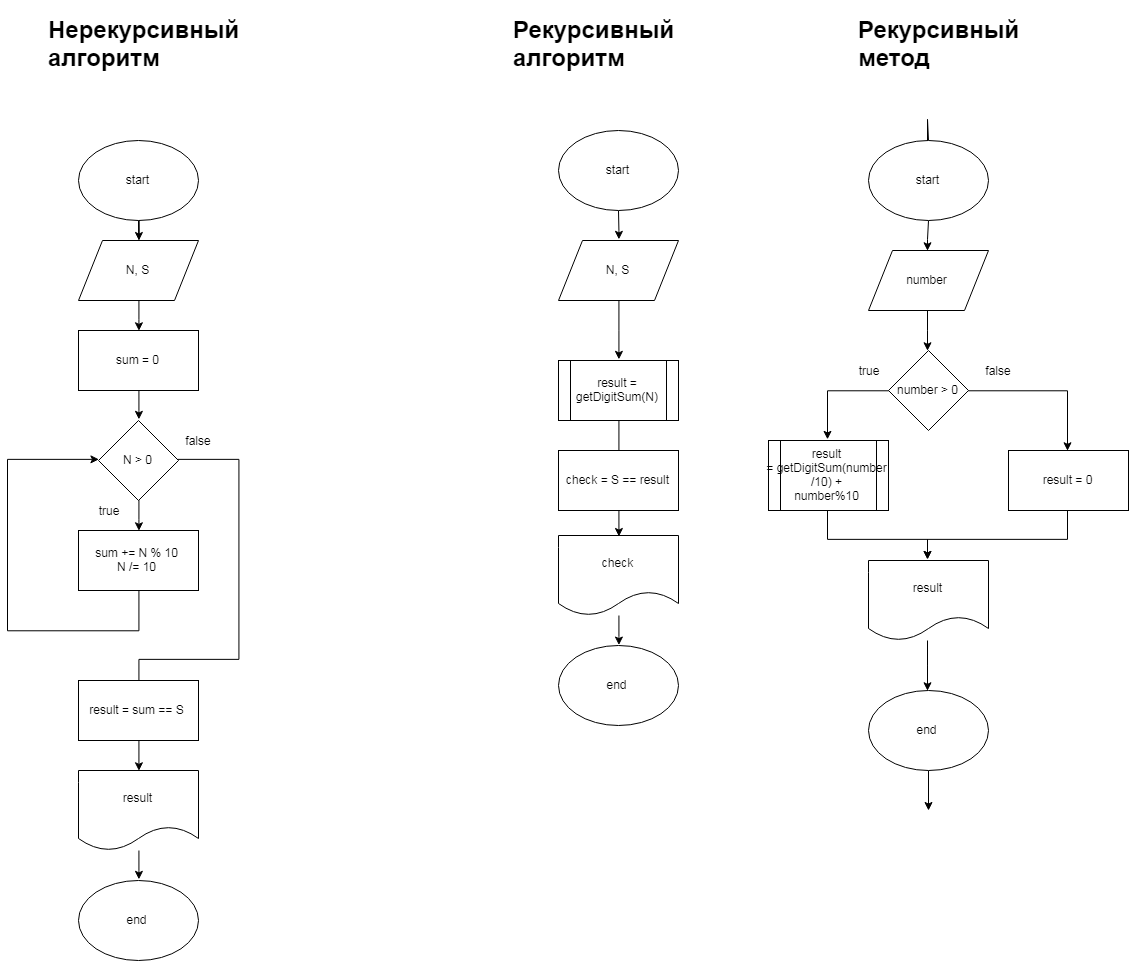 Нерекурсивный
алгоритм
start
N, S
sum = 0
N > 0
false
true
sum += N % 10
N /= 10
result = sum == S
result
end
Рекурсивный
алгоритм
start
N, S
result =
getDigitSum(N)
check = S == result
check
end
Рекурсивный
метод
start
number
true
number > 0
false
result
= getDigitSum(number
/10) +
number%10
result = 0
result
end